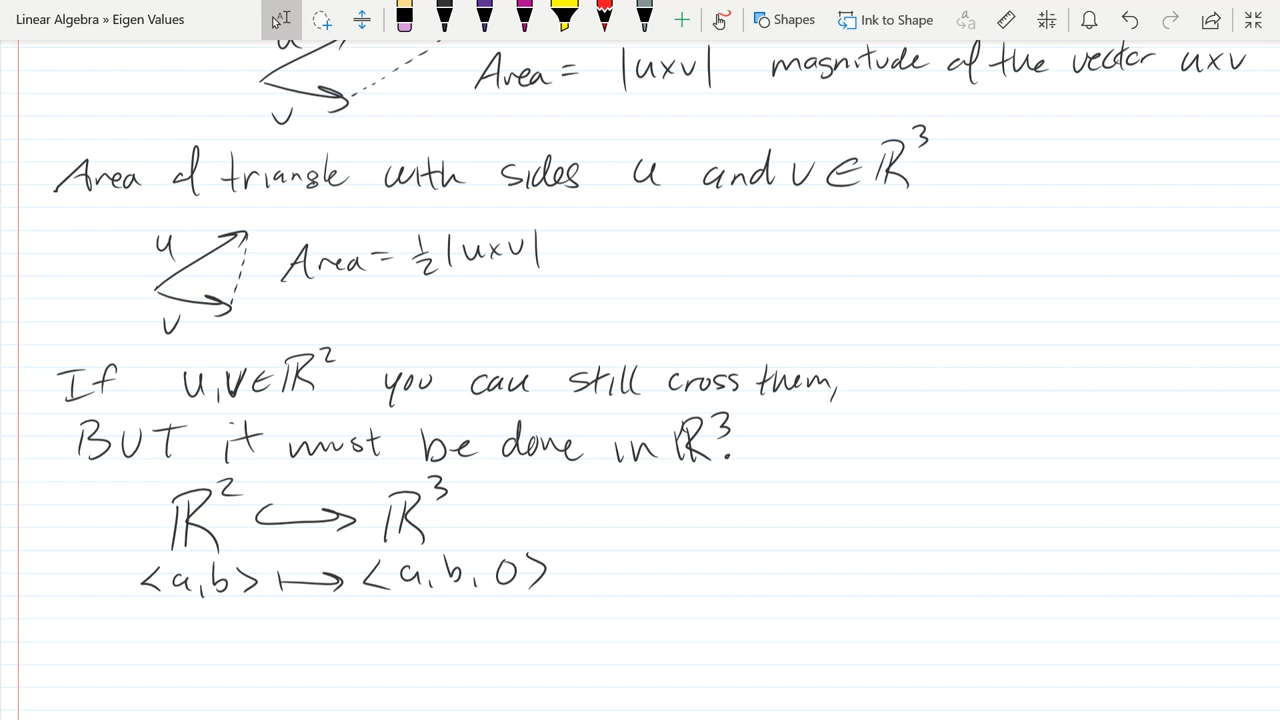 Linear Algebra » Eigen Values
Shapes
Ink to Shape
u
v
Area = |u×v| magnitude of the vector u×v
Area of triangle with sides u and v∈ℝ³
u
v
Area = ½|u×v|
If u,v∈ℝ² you can still cross them,
BUT it must be done in ℝ³.
ℝ² ↪ ℝ³
<a,b> ↦ <a,b,0>